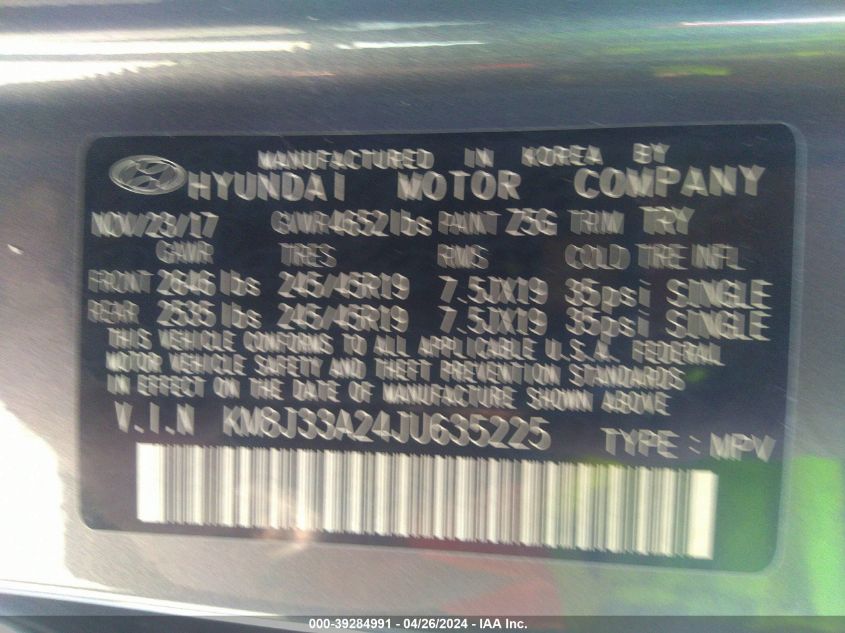 MANUFACTURED IN KOREA BY
HYUNDAI MOTOR COMPANY
NOV/23/17 GVWR 4652 lbs PAINT Z5G TRIM TRY
GAWR TIRES RIMS COLD TIRE INFL
FRONT 2646 lbs 245/45R19 7.5JX19 35psi SINGLE
REAR 2535 lbs 245/45R19 7.5JX19 35psi SINGLE
THIS VEHICLE CONFORMS TO ALL APPLICABLE U.S.A. FEDERAL
MOTOR VEHICLE SAFETY AND THEFT PREVENTION STANDARDS
IN EFFECT ON THE DATE OF MANUFACTURE SHOWN ABOVE
V.I.N KM8J33A24JU635225 TYPE : MPV
000-39284991 - 04/26/2024 - IAA Inc.